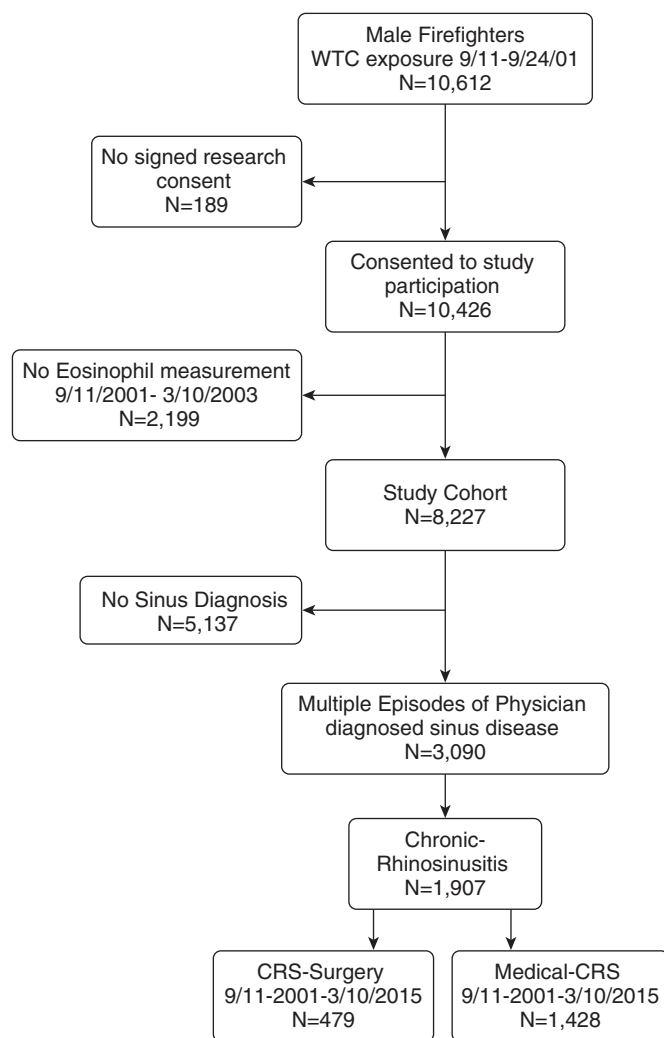 Male Firefighters
WTC exposure 9/11-9/24/01
N=10,612
No signed research
consent
N=189
Consented to study
participation
N=10,426
No Eosinophil measurement
9/11/2001- 3/10/2003
N=2,199
Study Cohort
N=8,227
No Sinus Diagnosis
N=5,137
Multiple Episodes of Physician
diagnosed sinus disease
N=3,090
Chronic-
Rhinosinusitis
N=1,907
CRS-Surgery
9/11-2001-3/10/2015
N=479
Medical-CRS
9/11-2001-3/10/2015
N=1,428